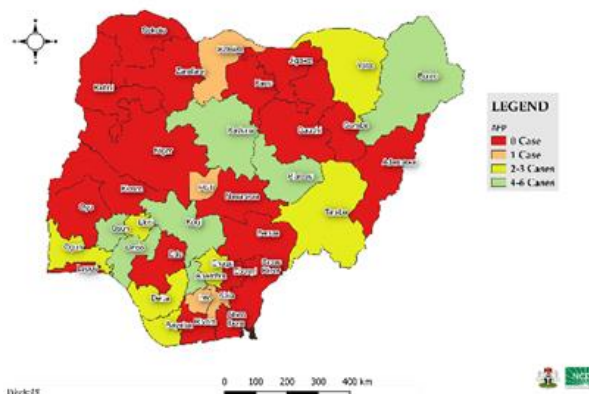 Sokoto
Katsina
Zamfara
Kebbi
Kano
Jigawa
Yobe
Borno
Kaduna
Bauchi
Gombe
Adamawa
Niger
Plateau
FCT
Kwara
Nasarawa
Taraba
Oyo
Kogi
Benue
Osun
Ekiti
Ogun
Ondo
Edo
Lagos
Enugu
Ebonyi
Cross
River
Anambra
Delta
Imo
Abia
Akwa
Ibom
Rivers
Bayelsa
LEGEND
AFP
0 Case
1 Case
2-3 Cases
4-6 Cases
0 100 200 300 400 km
NCDC